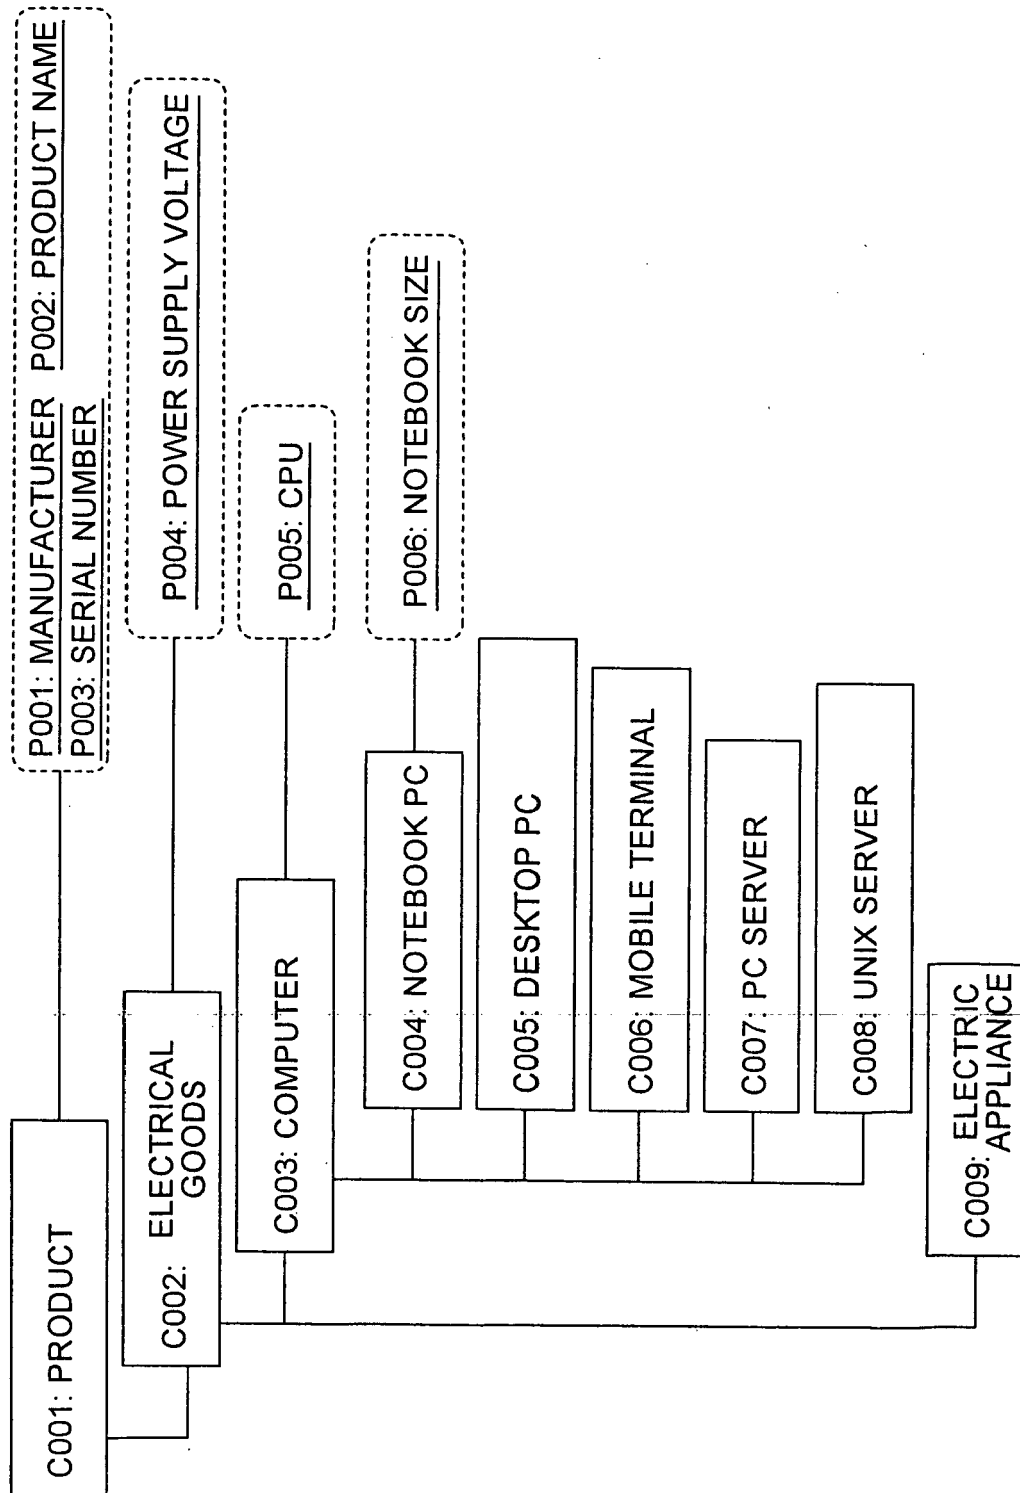 C001: PRODUCT
P001: MANUFACTURER P002: PRODUCT NAME
P003: SERIAL NUMBER
C002: ELECTRICAL
GOODS
P004: POWER SUPPLY VOLTAGE
C003: COMPUTER
P005: CPU
C004: NOTEBOOK PC
P006: NOTEBOOK SIZE
C005: DESKTOP PC
C006: MOBILE TERMINAL
C007: PC SERVER
C008: UNIX SERVER
C009: ELECTRIC
APPLIANCE